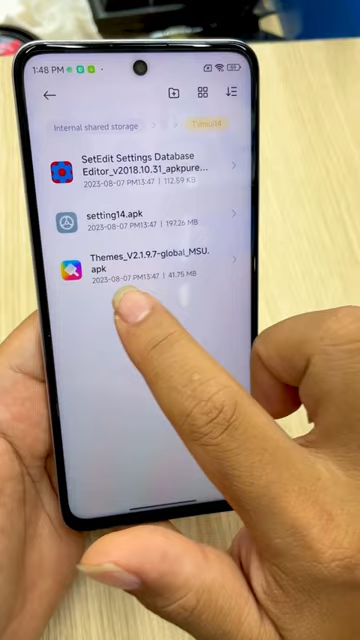 1:48 PM
Internal shared storage
SetEdit Settings Database
Editor_v2018.10.31_apkpure...
2023-08-07 PM13:47 | 112.59 KB
setting14.apk
2023-08-07 PM13:47 | 197.26 MB
Themes_V2.1.9.7-global_MSU.
apk
2023-08-07 PM13:47 | 41.75 MB